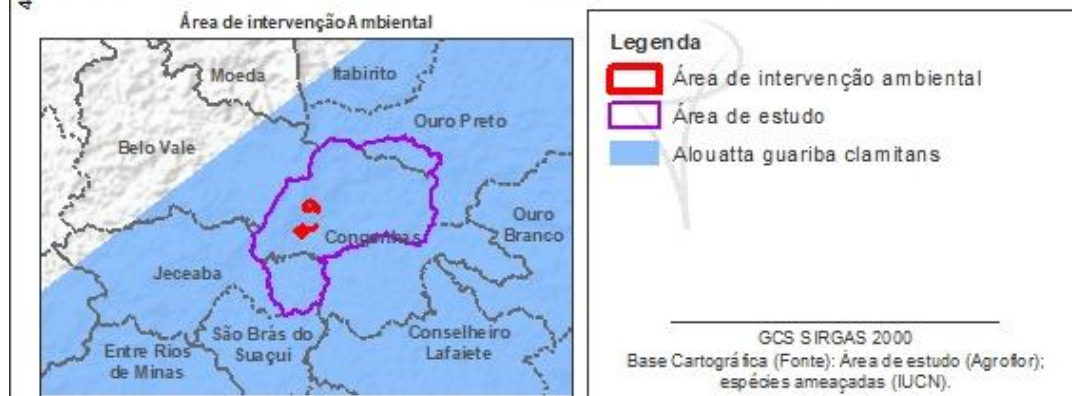 4
Área de intervenção Ambiental
Moeda
Itabirito
Ouro Preto
Belo Vale
Ouro
Branco
Congonhas
Jeceaba
São Brás do
Suaçui
Conselheiro
Lafaiete
Entre Rios
de Minas
Legenda
Área de intervenção ambiental
Área de estudo
Alouatta guariba clamitans
GCS SIRGAS 2000
Base Cartográfica (Fonte): Área de estudo (Agroflor);
espécies ameaçadas (IUCN).